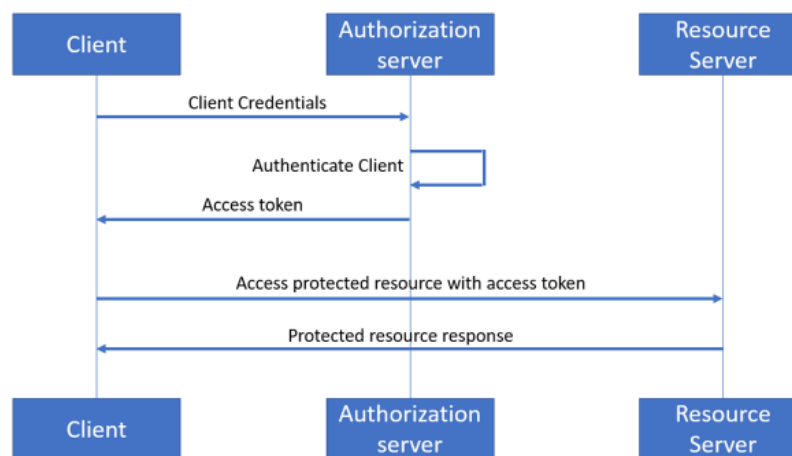 Client
Authorization
server
Resource
Server
Client Credentials
Authenticate Client
Access token
Access protected resource with access token
Protected resource response
Client
Authorization
server
Resource
Server